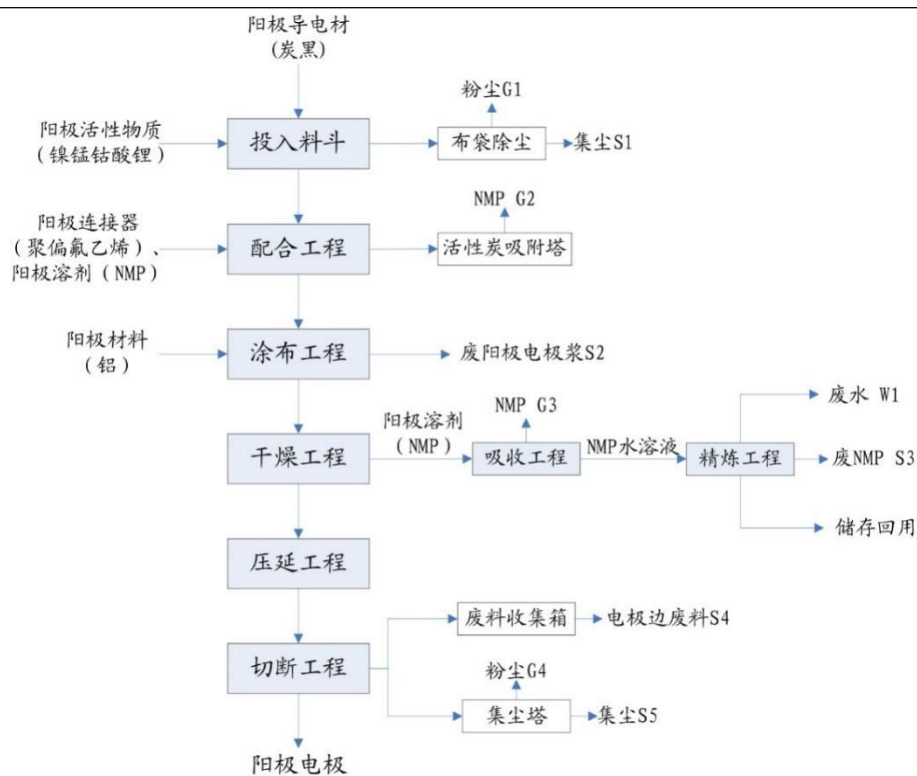 阳极导电材
(炭黑)
粉尘G1
阳极活性物质
(镍锰钴酸锂)
投入料斗
布袋除尘
集尘S1
NMP G2
阳极连接器
(聚偏氟乙烯)、
阳极溶剂(NMP)
配合工程
活性炭吸附塔
阳极材料
(铝)
涂布工程
废阳极电极浆S2
废水 W1
NMP G3
阳极溶剂
(NMP)
干燥工程
吸收工程
NMP水溶液
精炼工程
废NMP S3
储存回用
压延工程
废料收集箱
电极边废料S4
切断工程
粉尘G4
集尘塔
集尘S5
阳极电极